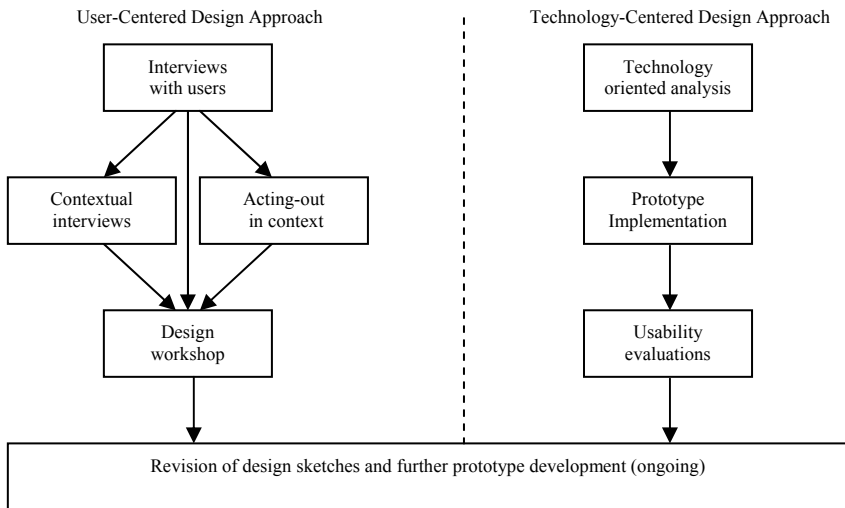 User-Centered Design Approach
Technology-Centered Design Approach
Interviews
with users
Technology
oriented analysis
Contextual
interviews
Acting-out
in context
Prototype
Implementation
Design
workshop
Usability
evaluations
Revision of design sketches and further prototype development (ongoing)